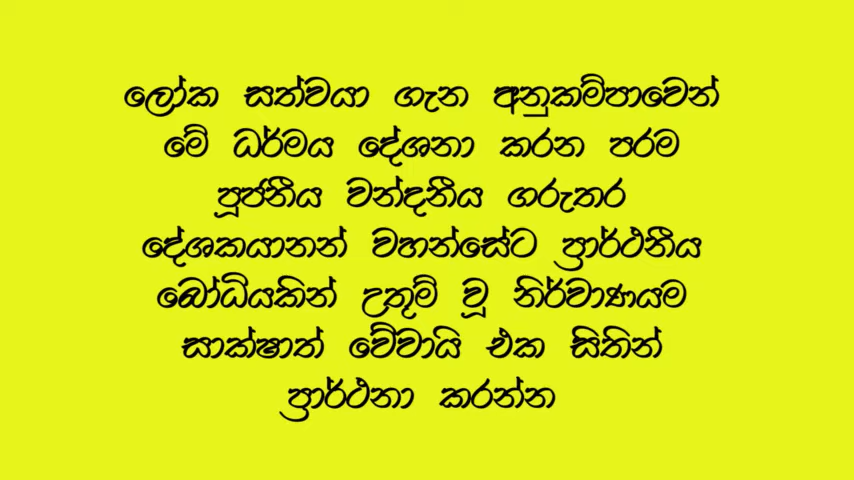 ලෝක සත්වයා ගැන අනුකම්පාවෙන්
මේ ධර්මය දේශනා කරන පරම
පූජනීය වන්දනීය ගරුතර
දේශකයානන් වහන්සේට ප්‍රාර්ථනීය
බෝධියකින් උතුම් වූ නිර්වාණයම
සාක්ෂාත් වේවායි එක සිතින්
ප්‍රාර්ථනා කරන්න